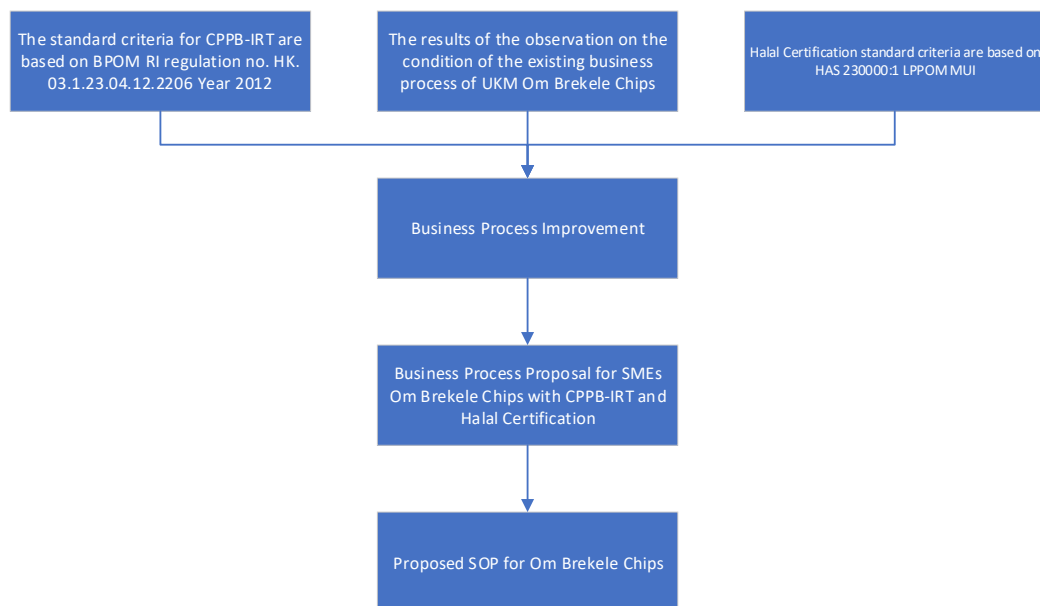 The standard criteria for CPPB-IRT are
based on BPOM RI regulation no. HK.
03.1.23.04.12.2206 Year 2012
The results of the observation on the
condition of the existing business
process of UKM Om Brekele Chips
Halal Certification standard criteria are based on
HAS 230000:1 LPPOM MUI
Business Process Improvement
Business Process Proposal for SMEs
Om Brekele Chips with CPPB-IRT and
Halal Certification
Proposed SOP for Om Brekele Chips